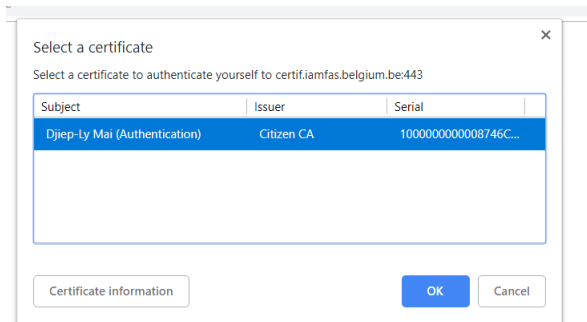 Select a certificate
Select a certificate to authenticate yourself to certif.iamfas.belgium.be:443
Subject Issuer Serial
Djiep-Ly Mai (Authentication) Citizen CA 1000000000008746C...
Certificate information OK Cancel